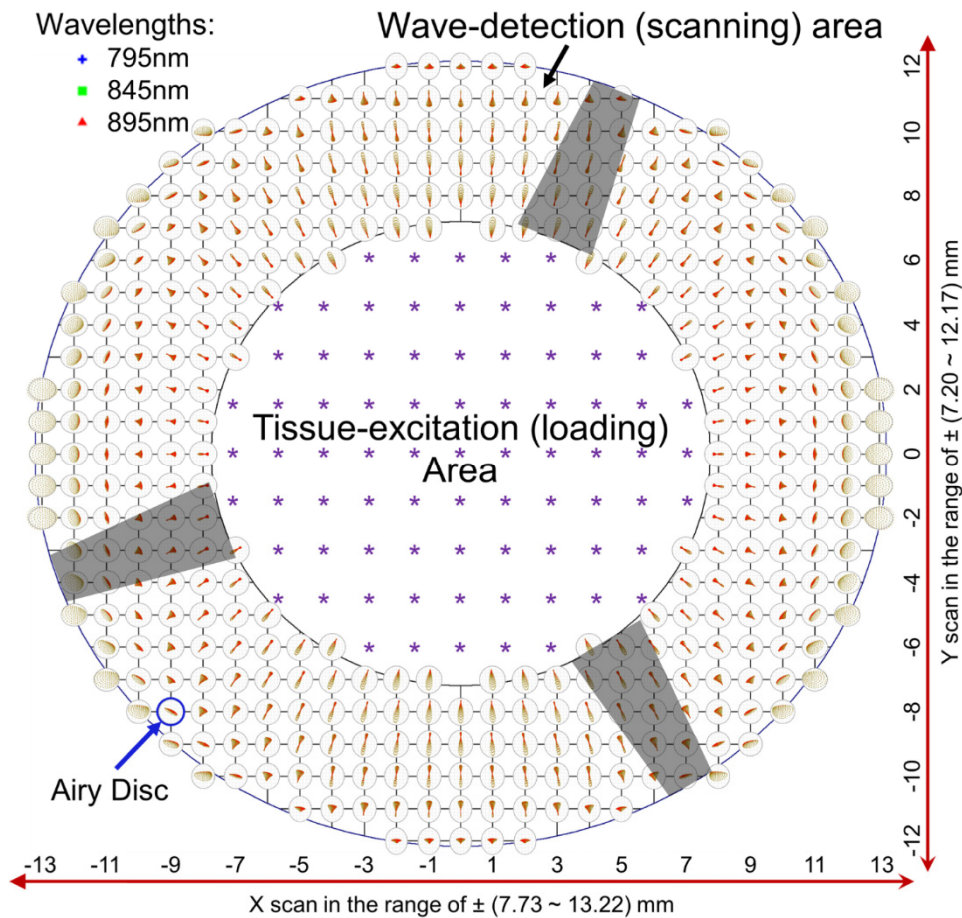 Wavelengths:
795nm
845nm
895nm
Wave-detection (scanning) area
Tissue-excitation (loading)
Area
Airy Disc
12
10
8
6
4
2
0
-2
-4
-6
-8
-10
-12
Y scan in the range of ± (7.20 ~ 12.17) mm
-13 -11 -9 -7 -5 -3 -1 1 3 5 7 9 11 13
X scan in the range of ± (7.73 ~ 13.22) mm